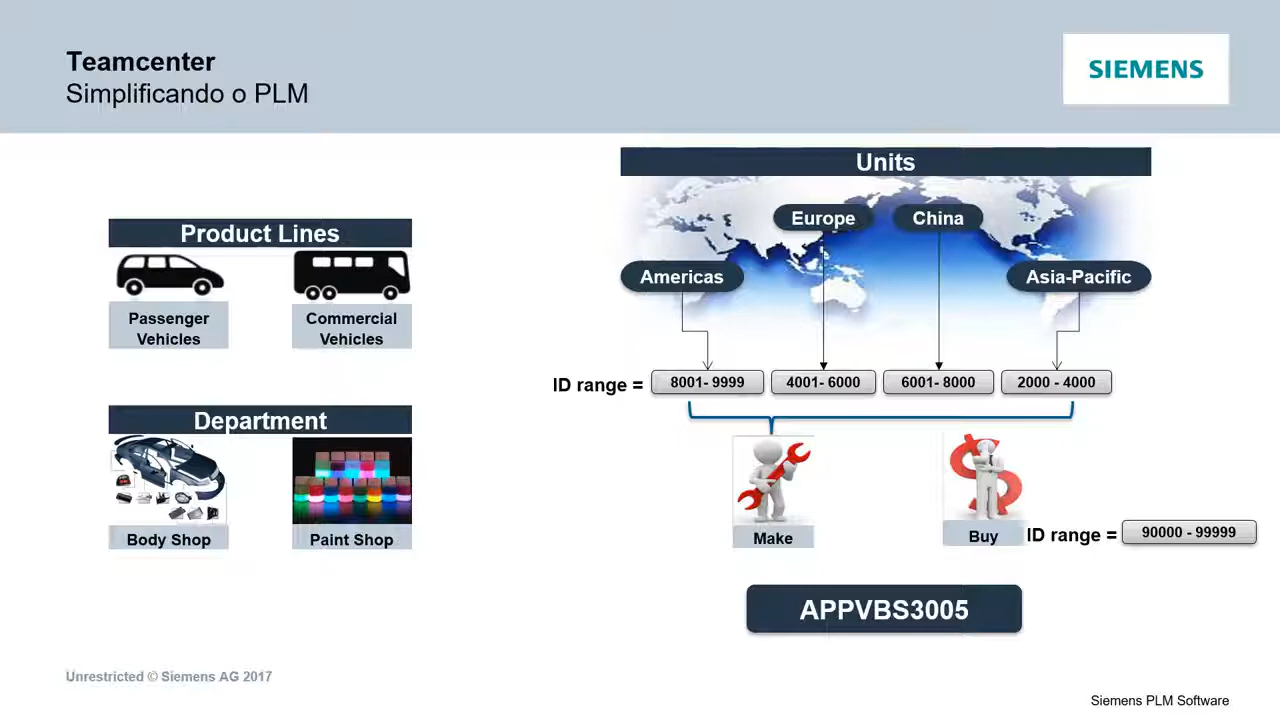 Teamcenter
Simplificando o PLM
SIEMENS
Product Lines
Passenger
Vehicles
Commercial
Vehicles
Department
Body Shop
Paint Shop
Units
Europe
China
Americas
Asia-Pacific
ID range =
8001- 9999
4001- 6000
6001- 8000
2000 - 4000
Make
Buy
ID range =
90000 - 99999
APPVBS3005
Unrestricted © Siemens AG 2017
Siemens PLM Software